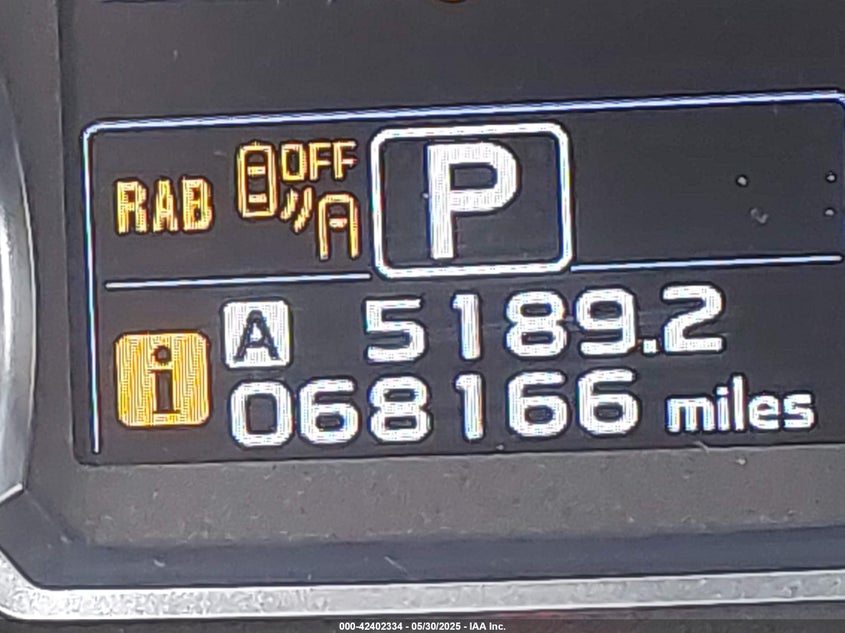 RAB OFF P
A 5189.2
i 068166 miles
000-42402334 - 05/30/2025 - IAA Inc.